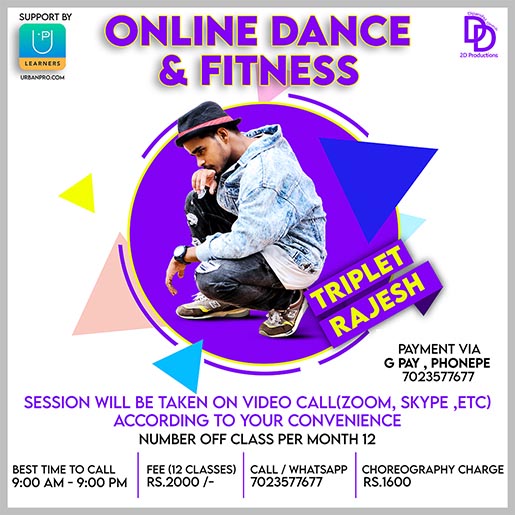 SUPPORT BY
UP
LEARNERS
URBANPRO.COM
ONLINE DANCE
& FITNESS
DD
2D Productions
TRIPLET
RAJESH
PAYMENT VIA
G PAY , PHONEPE
7023577677
SESSION WILL BE TAKEN ON VIDEO CALL(ZOOM, SKYPE ,ETC)
ACCORDING TO YOUR CONVENIENCE
NUMBER OFF CLASS PER MONTH 12
BEST TIME TO CALL
9:00 AM - 9:00 PM
FEE (12 CLASSES)
RS.2000 /-
CALL / WHATSAPP
7023577677
CHOREOGRAPHY CHARGE
RS.1600